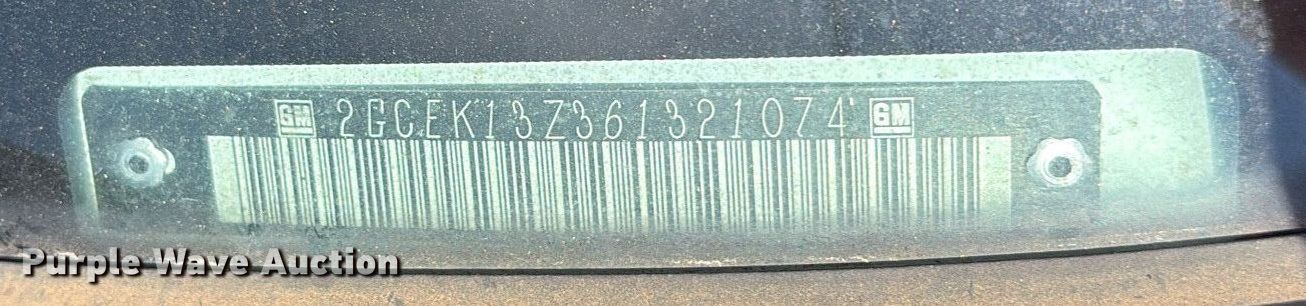 GM 2GCEK13Z361321074 GM
Purple Wave Auction